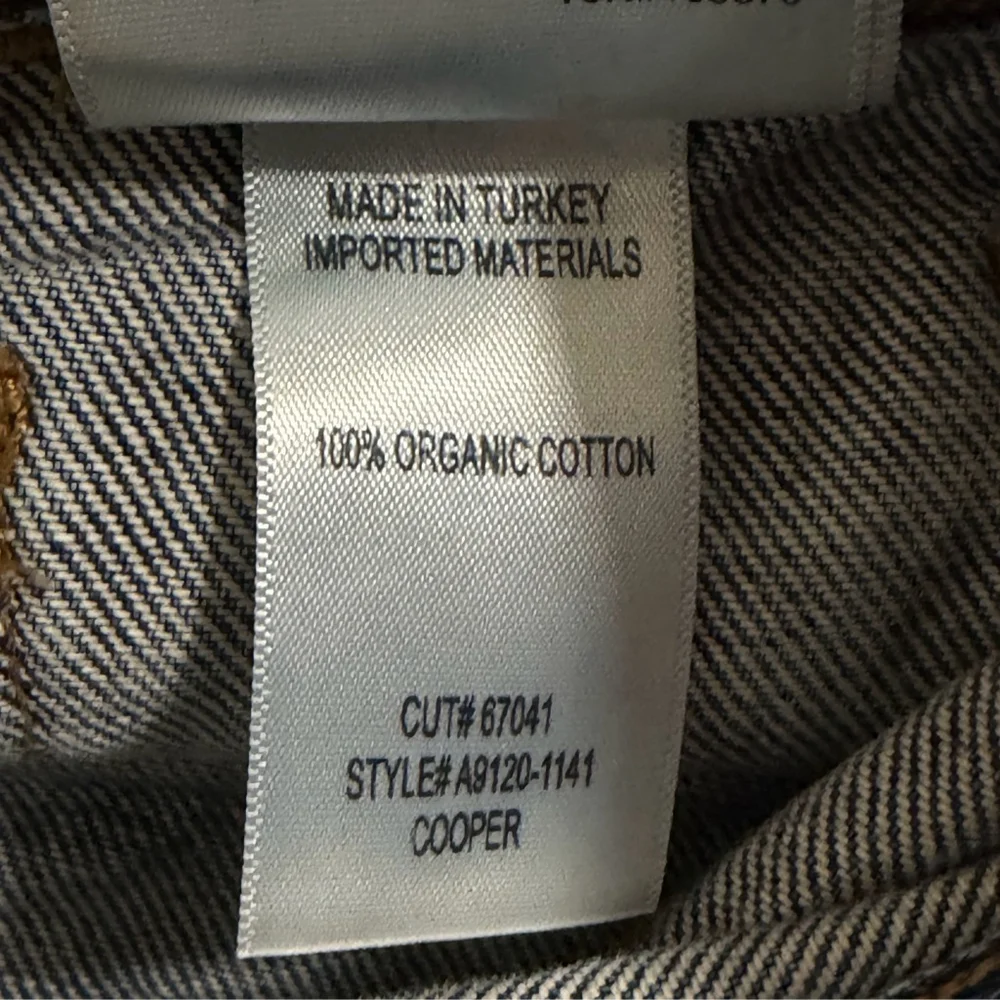 MADE IN TURKEY
IMPORTED MATERIALS
100% ORGANIC COTTON
CUT# 67041
STYLE# A9120-1141
COOPER